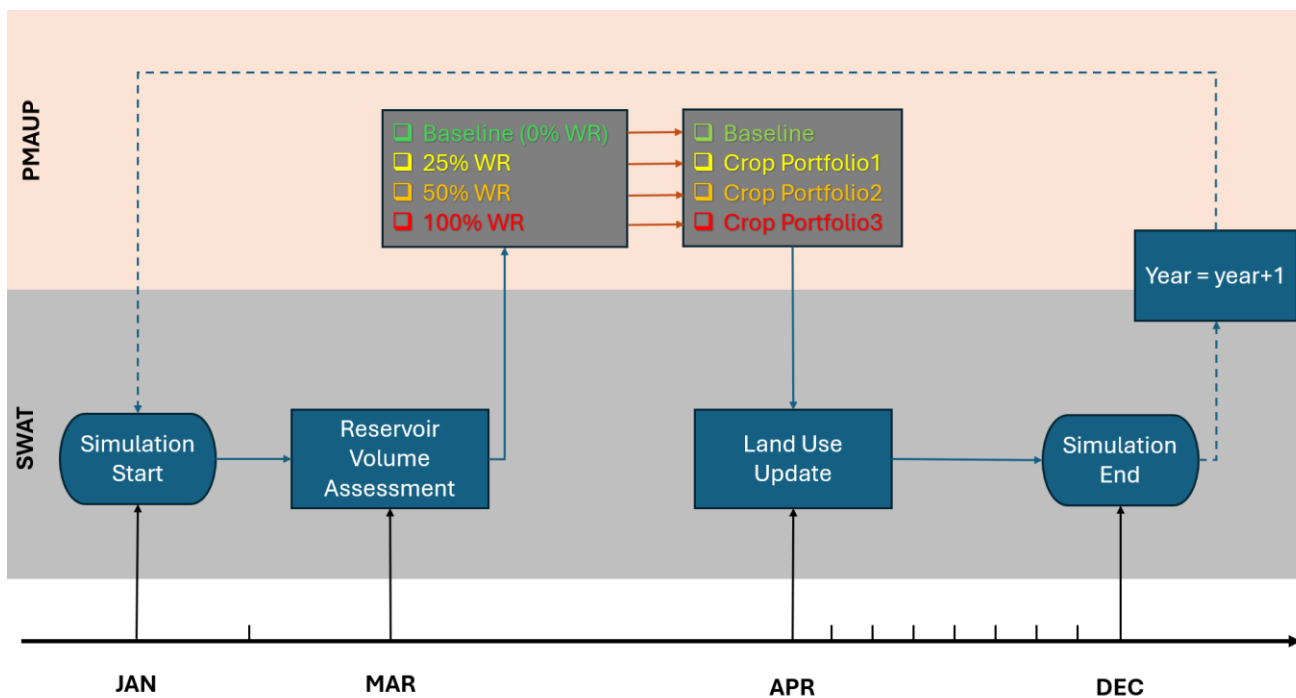 PMAUP
Baseline (0% WR)
25% WR
50% WR
100% WR
Baseline
Crop Portfolio1
Crop Portfolio2
Crop Portfolio3
Year = year+1
SWAT
Simulation
Start
Reservoir
Volume
Assessment
Land Use
Update
Simulation
End
JAN
MAR
APR
DEC